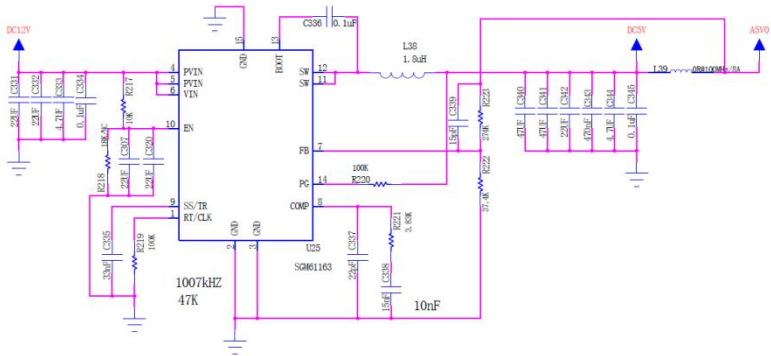 DC12V
C331
22UF
C332
22UF
C333
4.7UF
C334
0.1uF
R217
10K
18K/NC
R218
C307
22UF
C320
22UF
C335
33nF
R219
100K
4 PVIN
5 PVIN
6 VIN
10 EN
9 SS/TR
1 RT/CLK
15
GND
13
BOOT
SW 12
SW 11
FB 7
PG 14
COMP 8
GND
2
GND
3
U25
SGM61163
1007kHZ
47K
C336
0.1uF
L38
1.8uH
C339
15pF
R223
274K
R222
37.4K
100K
R220
C337
22pF
R221
3.83K
C338
15nF
10nF
C340
47UF
C341
47UF
C342
22UF
C343
470nF
C344
4.7UF
C345
0.1uF
DC5V
L39
0R@100MHz/8A
A5V0